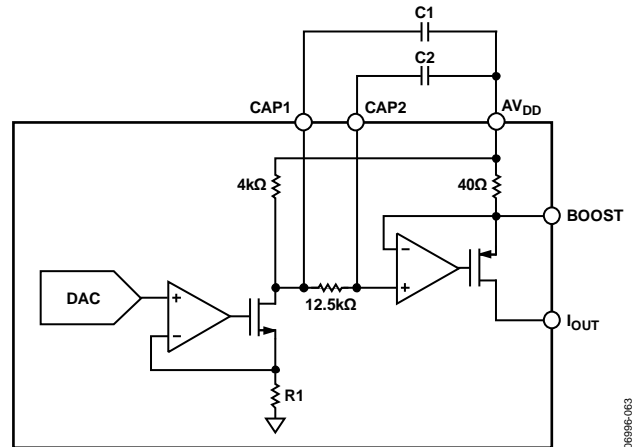 C1
C2
CAP1 CAP2 AVDD
4kΩ 40Ω
BOOST
DAC + − − +
12.5kΩ
IOUT
R1
06996-063